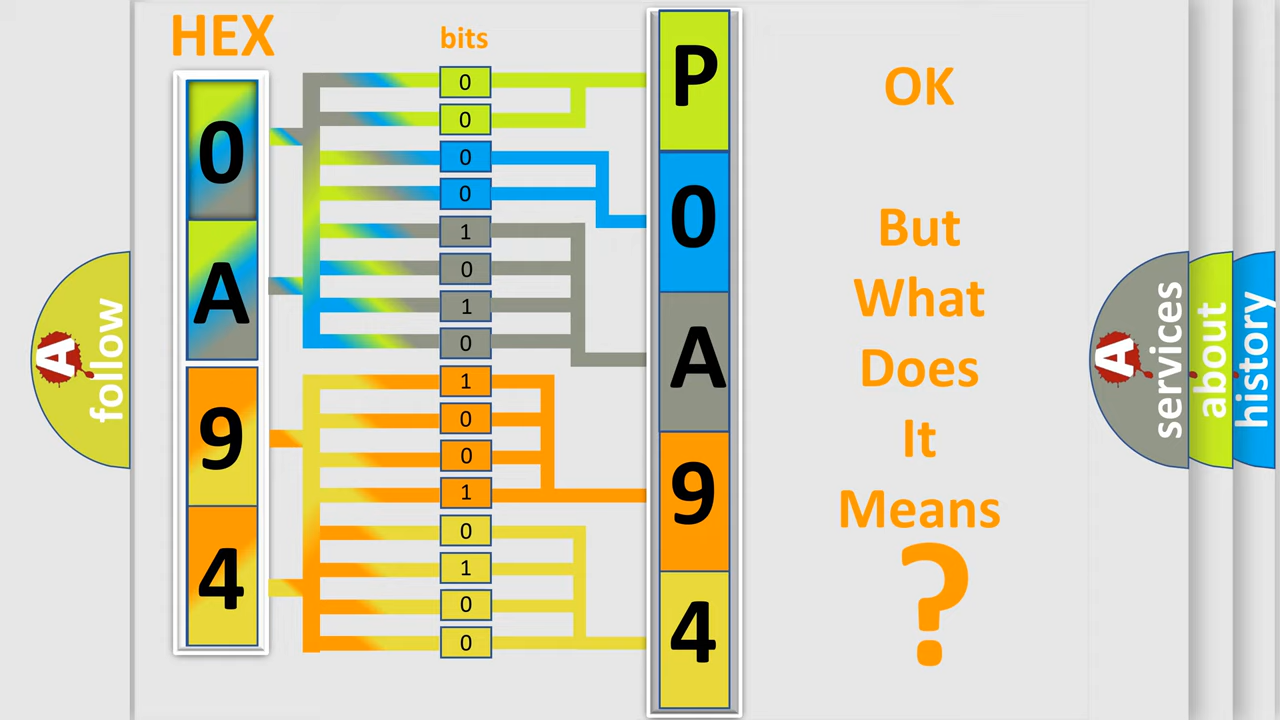 HEX
bits
0
A
9
4
0
0
0
0
1
0
1
0
1
0
0
1
0
1
0
0
P
0
A
9
4
OK
But
What
Does
It
Means
?
A
follow
A
services
about
history